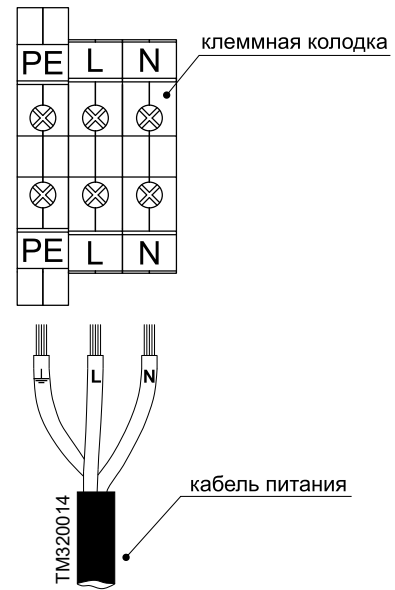 клеммная колодка
PE L N
PE L N
L N
кабель питания
TM320014